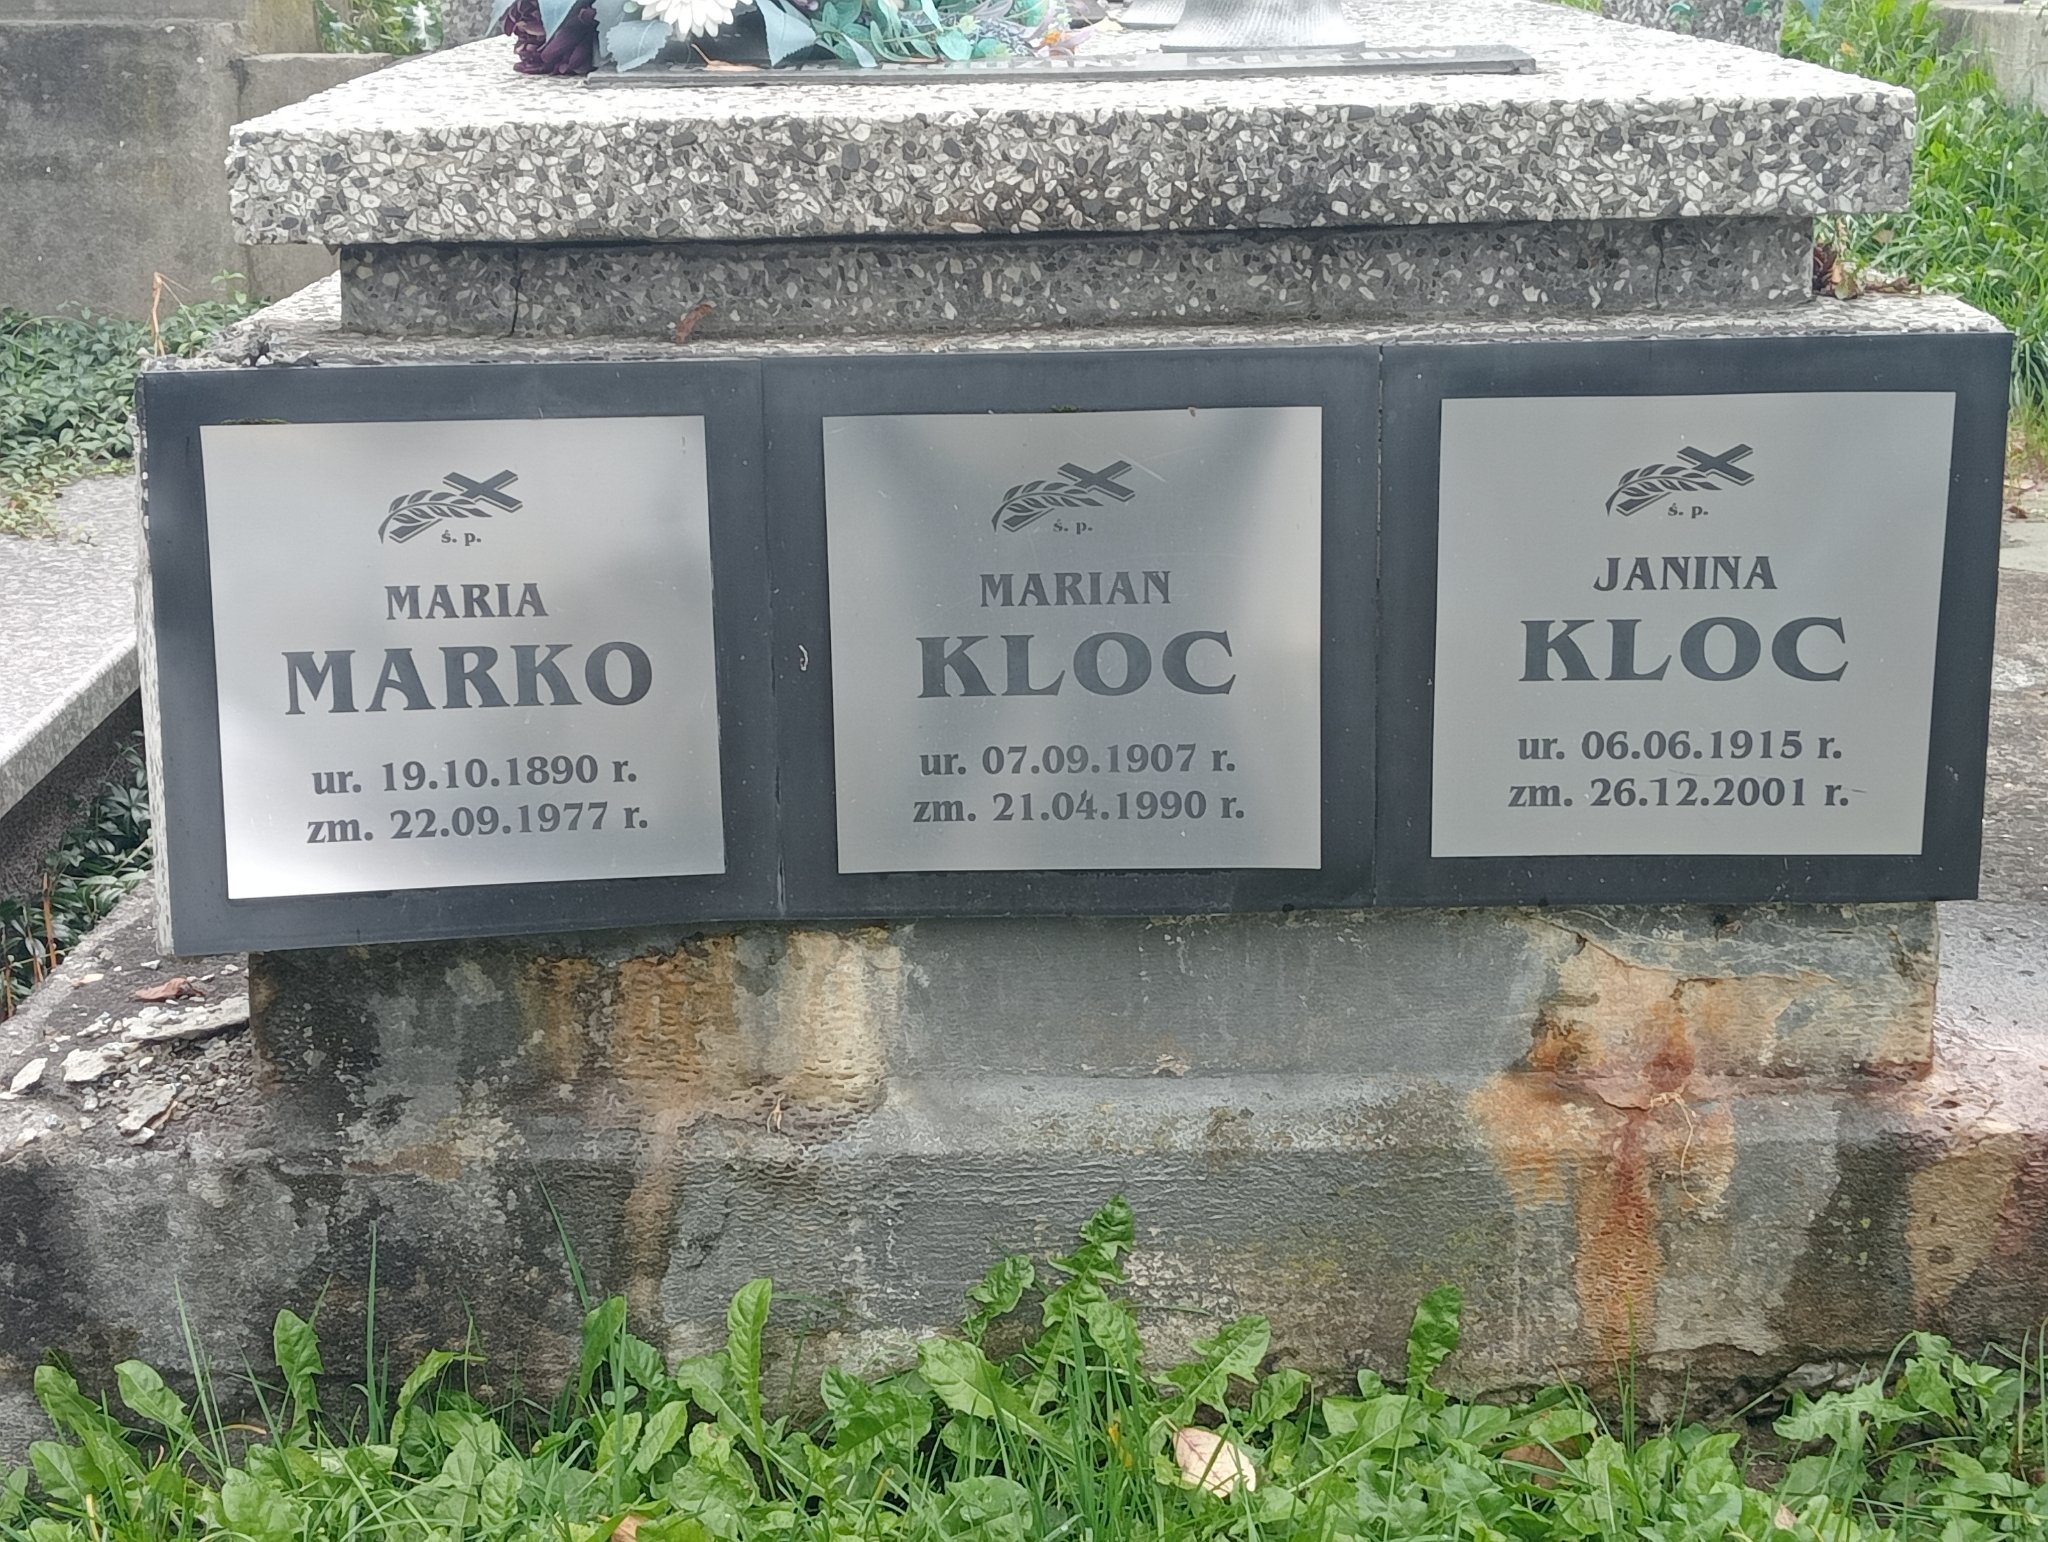 ś. p.
MARIA
MARKO
ur. 19.10.1890 r.
zm. 22.09.1977 r.
ś. p.
MARIAN
KLOC
ur. 07.09.1907 r.
zm. 21.04.1990 r.
ś. p.
JANINA
KLOC
ur. 06.06.1915 r.
zm. 26.12.2001 r.